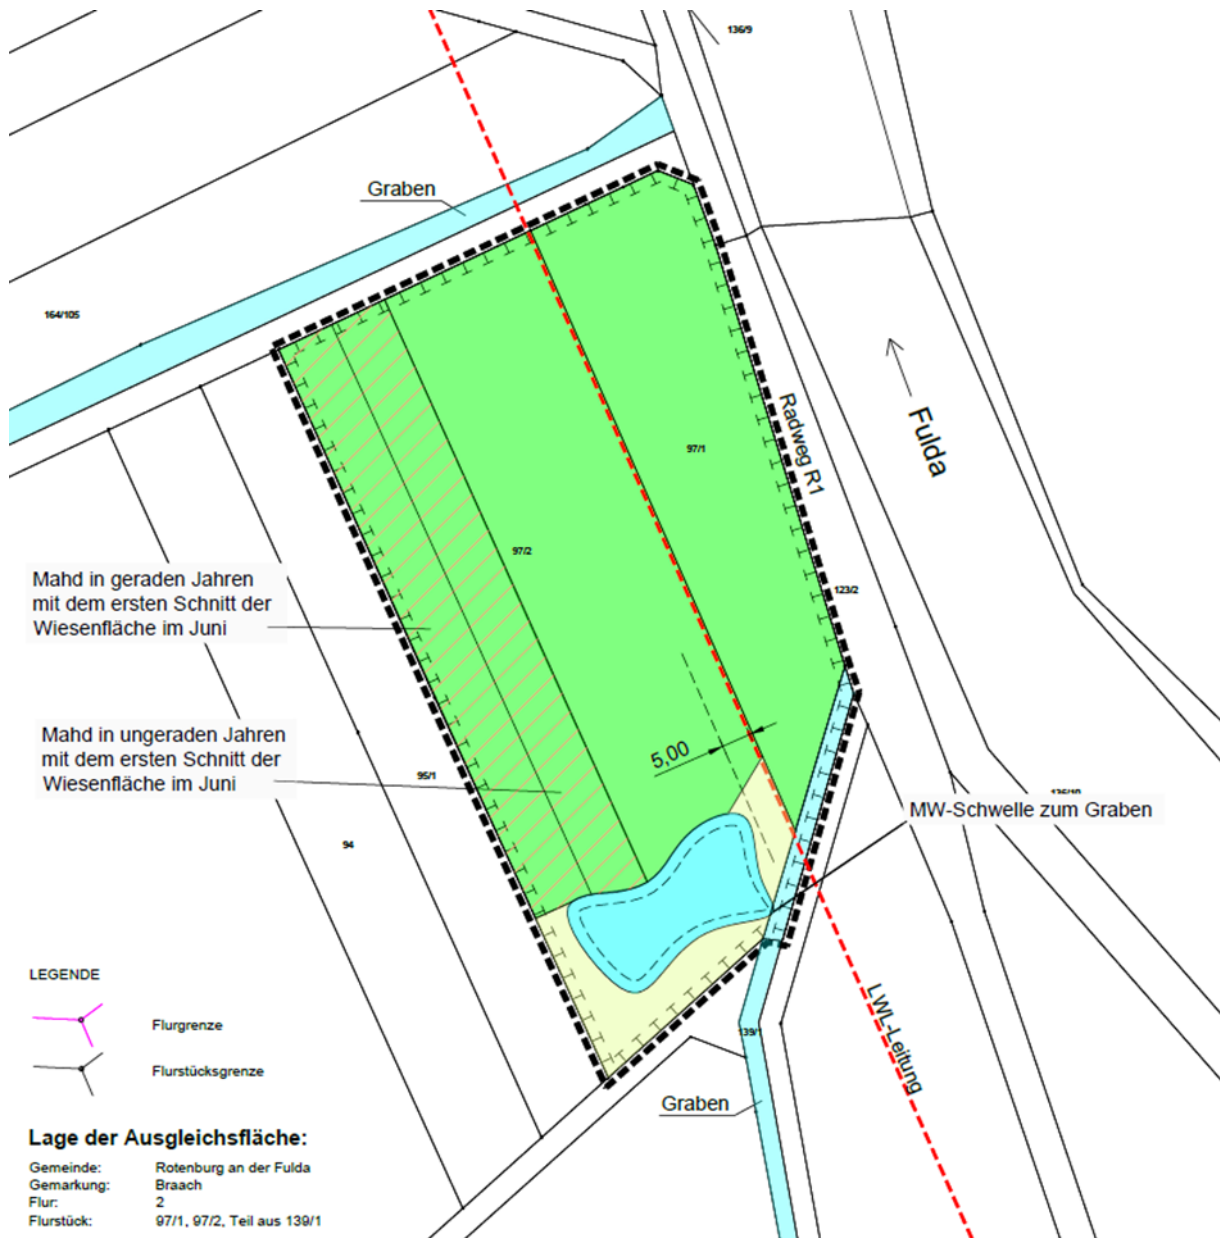 136/9
Graben
164/105
Radweg R1
Fulda
97/1
97/2
123/2
Mahd in geraden Jahren
mit dem ersten Schnitt der
Wiesenfläche im Juni
Mahd in ungeraden Jahren
mit dem ersten Schnitt der
Wiesenfläche im Juni
5,00
95/1
136/10
MW-Schwelle zum Graben
94
LEGENDE
Flurgrenze
Flurstücksgrenze
139/1
LWL-Leitung
Graben
Lage der Ausgleichsfläche:
Gemeinde: Rotenburg an der Fulda
Gemarkung: Braach
Flur: 2
Flurstück: 97/1, 97/2, Teil aus 139/1